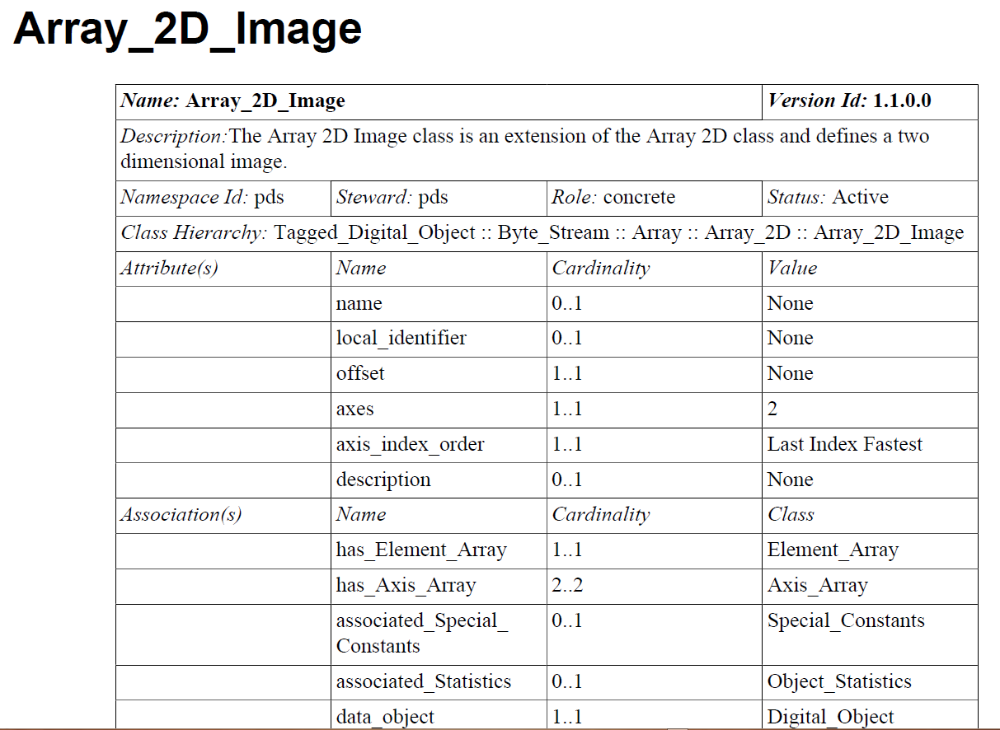 Array_2D_Image
Name: Array_2D_Image Version Id: 1.1.0.0
Description:The Array 2D Image class is an extension of the Array 2D class and defines a two
dimensional image.
Namespace Id: pds Steward: pds Role: concrete Status: Active
Class Hierarchy: Tagged_Digital_Object :: Byte_Stream :: Array :: Array_2D :: Array_2D_Image
Attribute(s) Name Cardinality Value
name 0..1 None
local_identifier 0..1 None
offset 1..1 None
axes 1..1 2
axis_index_order 1..1 Last Index Fastest
description 0..1 None
Association(s) Name Cardinality Class
has_Element_Array 1..1 Element_Array
has_Axis_Array 2..2 Axis_Array
associated_Special_ 0..1 Special_Constants
Constants
associated_Statistics 0..1 Object_Statistics
data_object 1..1 Digital_Object